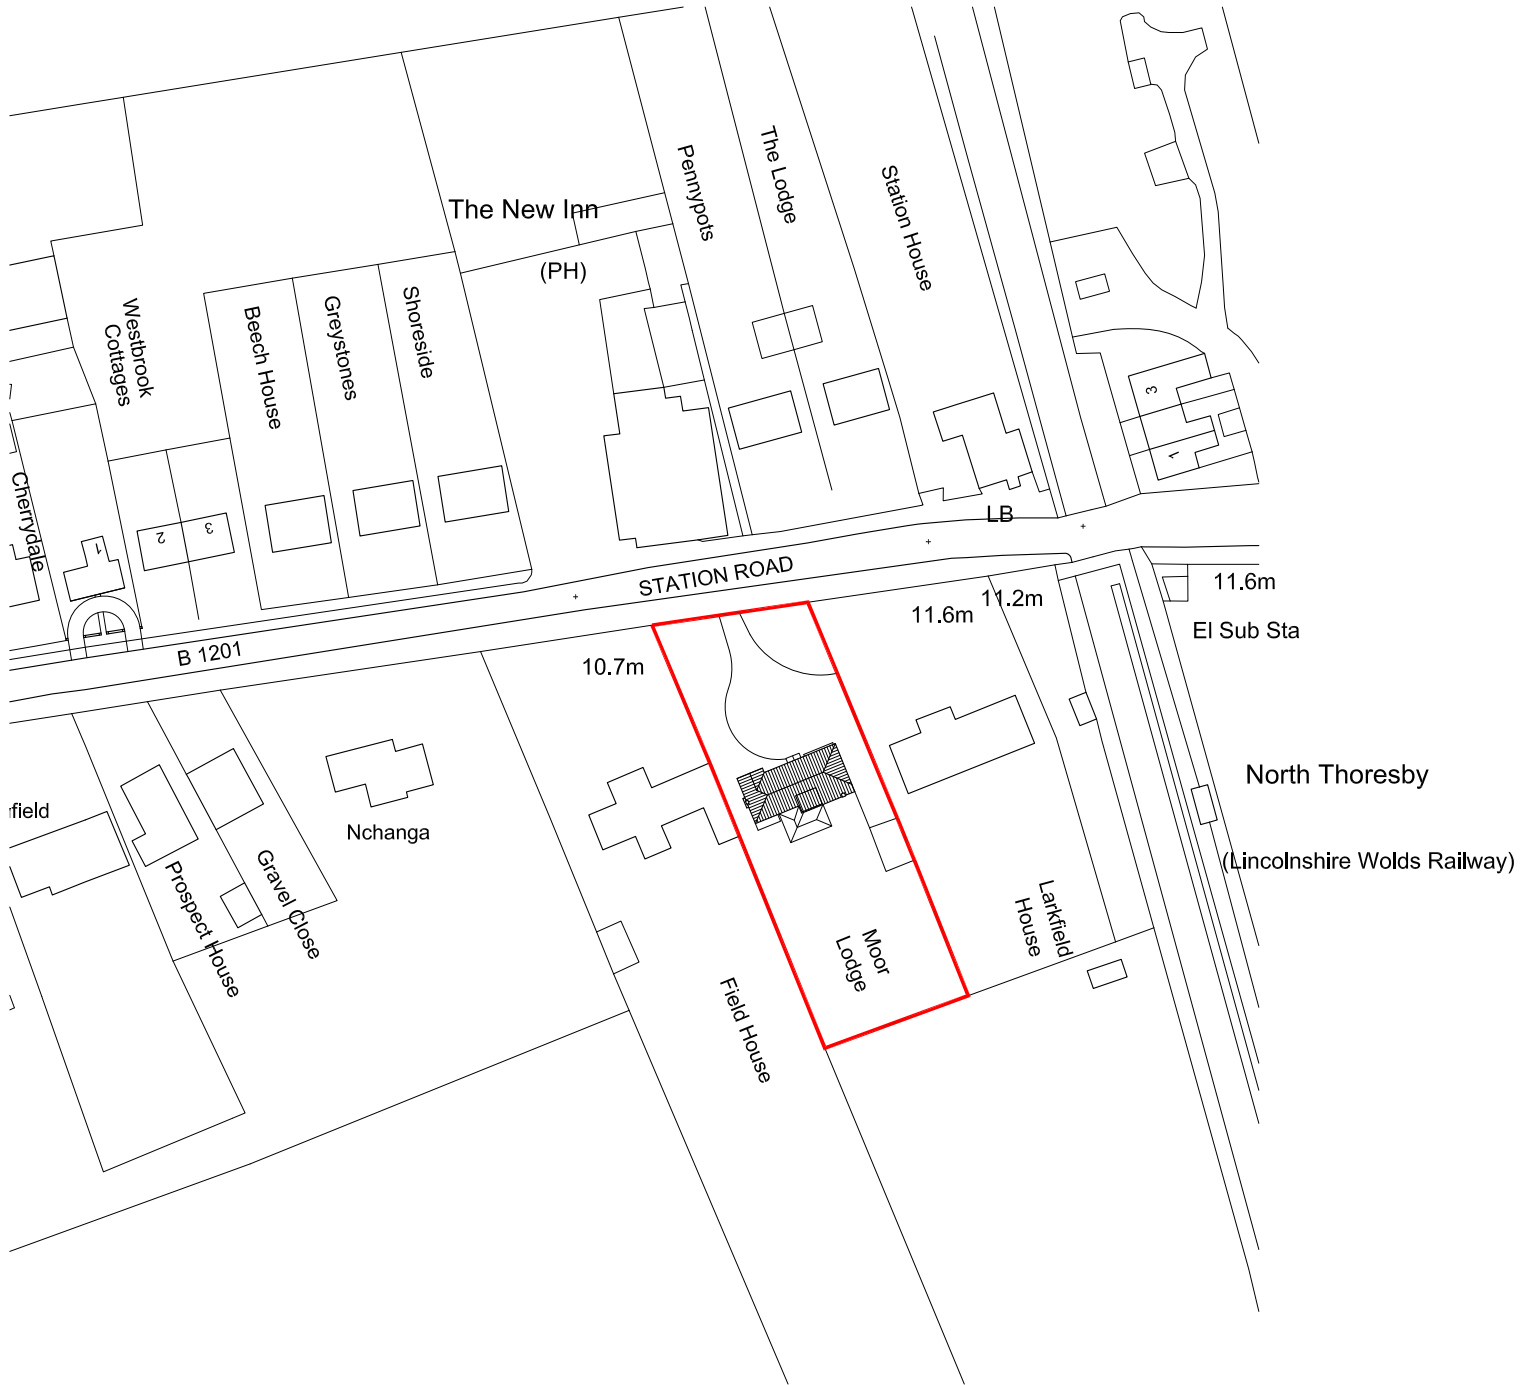 The New Inn
(PH)
Pennypots
The Lodge
Station House
Westbrook
Cottages
Beech House
Greystones
Shoreside
Cherrydale
1
2
3
3
1
LB
STATION ROAD
B 1201
10.7m
11.6m
11.2m
11.6m
El Sub Sta
North Thoresby
(Lincolnshire Wolds Railway)
rfield
Prospect House
Gravel Close
Nchanga
Field House
Moor
Lodge
Larkfield
House